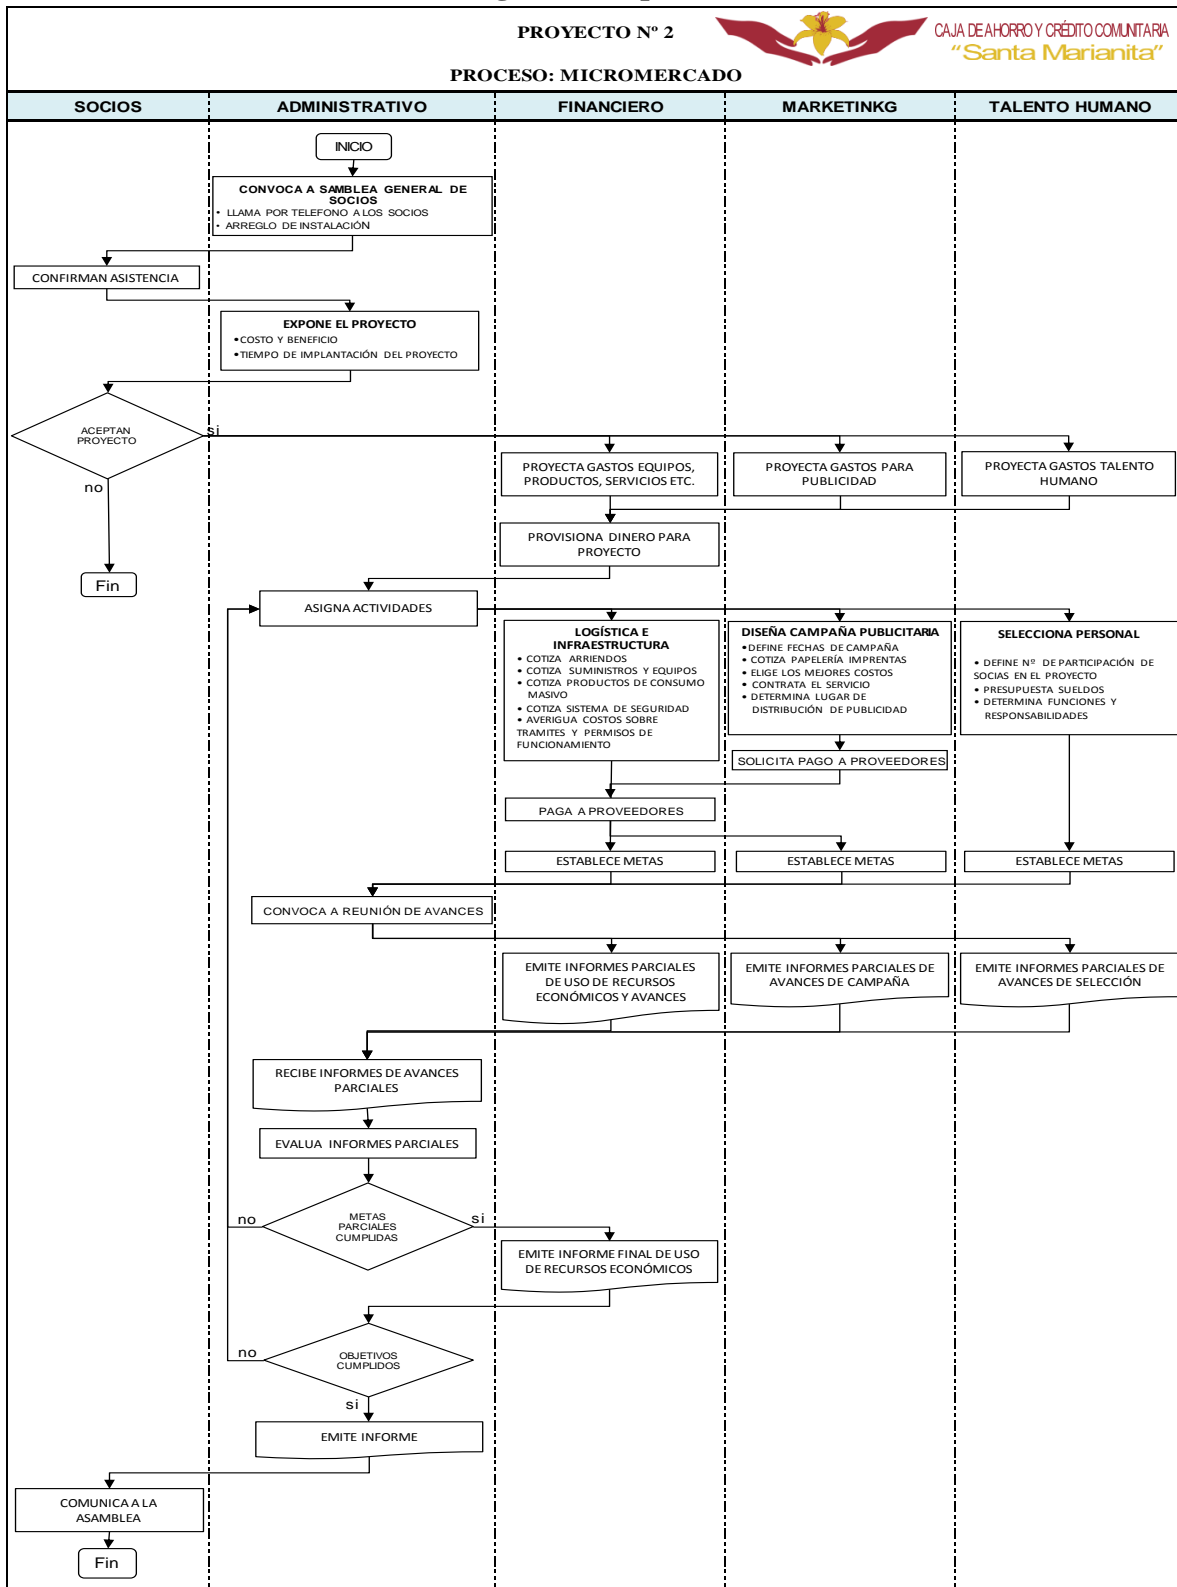 PROYECTO Nº 2
CAJA DE AHORRO Y CRÉDITO COMUNITARIA
“Santa Marianita”
PROCESO: MICROMERCADO
SOCIOS
ADMINISTRATIVO
FINANCIERO
MARKETINKG
TALENTO HUMANO
INICIO
CONVOCA A SAMBLEA GENERAL DE
SOCIOS
• LLAMA POR TELEFONO A LOS SOCIOS
• ARREGLO DE INSTALACIÓN
CONFIRMAN ASISTENCIA
EXPONE EL PROYECTO
• COSTO Y BENEFICIO
• TIEMPO DE IMPLANTACIÓN DEL PROYECTO
ACEPTAN
PROYECTO
si
no
Fin
PROYECTA GASTOS EQUIPOS,
PRODUCTOS, SERVICIOS ETC.
PROYECTA GASTOS PARA
PUBLICIDAD
PROYECTA GASTOS TALENTO
HUMANO
PROVISIONA DINERO PARA
PROYECTO
ASIGNA ACTIVIDADES
LOGÍSTICA E
INFRAESTRUCTURA
• COTIZA ARRIENDOS
• COTIZA SUMINISTROS Y EQUIPOS
• COTIZA PRODUCTOS DE CONSUMO
MASIVO
• COTIZA SISTEMA DE SEGURIDAD
• AVERIGUA COSTOS SOBRE
TRAMITES Y PERMISOS DE
FUNCIONAMIENTO
DISEÑA CAMPAÑA PUBLICITARIA
• DEFINE FECHAS DE CAMPAÑA
• COTIZA PAPELERÍA IMPRENTAS
• ELIGE LOS MEJORES COSTOS
• CONTRATA EL SERVICIO
• DETERMINA LUGAR DE
DISTRIBUCIÓN DE PUBLICIDAD
SELECCIONA PERSONAL
• DEFINE Nº DE PARTICIPACIÓN DE
SOCIAS EN EL PROYECTO
• PRESUPUESTA SUELDOS
• DETERMINA FUNCIONES Y
RESPONSABILIDADES
SOLICITA PAGO A PROVEEDORES
PAGA A PROVEEDORES
ESTABLECE METAS
ESTABLECE METAS
ESTABLECE METAS
CONVOCA A REUNIÓN DE AVANCES
EMITE INFORMES PARCIALES
DE USO DE RECURSOS
ECONÓMICOS Y AVANCES
EMITE INFORMES PARCIALES DE
AVANCES DE CAMPAÑA
EMITE INFORMES PARCIALES DE
AVANCES DE SELECCIÓN
RECIBE INFORMES DE AVANCES
PARCIALES
EVALUA INFORMES PARCIALES
no
METAS
PARCIALES
CUMPLIDAS
si
EMITE INFORME FINAL DE USO
DE RECURSOS ECONÓMICOS
no
OBJETIVOS
CUMPLIDOS
si
EMITE INFORME
COMUNICA A LA
ASAMBLEA
Fin